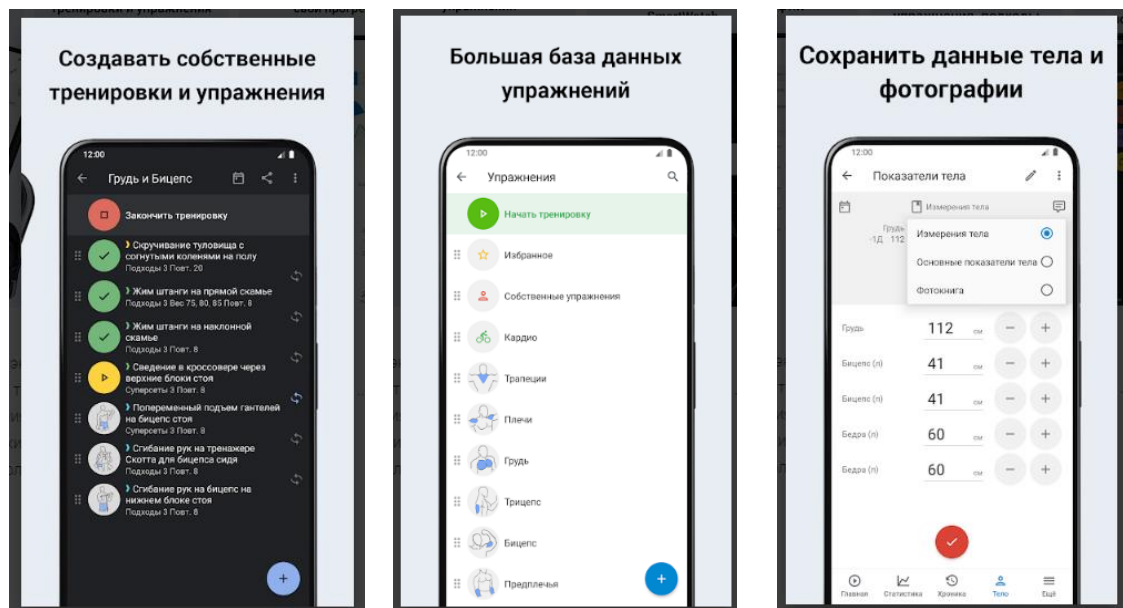 Создавать собственные
тренировки и упражнения
12:00
Грудь и Бицепс
Закончить тренировку
Скручивание туловища с
согнутыми коленями на полу
Подходы 3 Повт. 20
Жим штанги на прямой скамье
Подходы 3 Вес 75, 80, 85 Повт. 8
Жим штанги на наклонной
скамье
Подходы 3 Повт. 8
Сведение в кроссовере через
верхние блоки стоя
Суперсеты 3 Повт. 8
Попеременный подъем гантелей
на бицепс стоя
Суперсеты 3 Повт. 8
Сгибание рук на тренажере
Скотта для бицепса сидя
Подходы 3 Повт. 8
Сгибание рук на бицепс на
нижнем блоке стоя
Подходы 3 Повт. 8
Большая база данных
упражнений
12:00
Упражнения
Начать тренировку
Избранное
Собственные упражнения
Кардио
Трапеции
Плечи
Грудь
Трицепс
Бицепс
Предплечья
Сохранить данные тела и
фотографии
12:00
Показатели тела
Измерения тела
Грудь
-1Д 112
Измерения тела
Основные показатели тела
Фотокнига
Грудь 112 см
Бицепс (л) 41 см
Бицепс (п) 41 см
Бедра (л) 60 см
Бедра (п) 60 см
Главная Статистика Хроника Тело Ещё